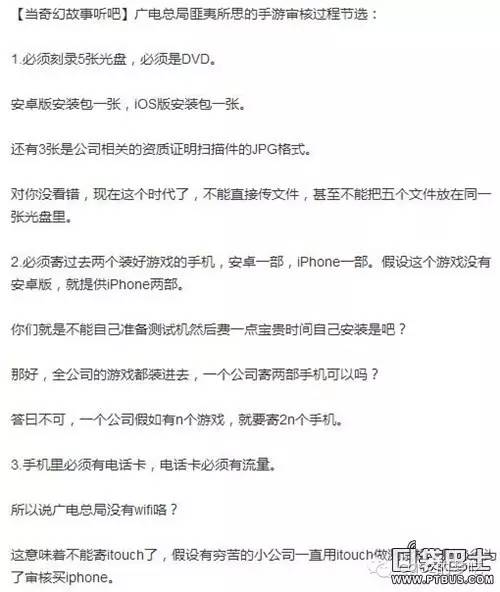 【当奇幻故事听吧】广电总局匪夷所思的手游审核过程节选：
1.必须刻录5张光盘，必须是DVD。
安卓版安装包一张，iOS版安装包一张。
还有3张是公司相关的资质证明扫描件的JPG格式。
对你没看错，现在这个时代了，不能直接传文件，甚至不能把五个文件放在同一
张光盘里。
2.必须寄过去两个装好游戏的手机，安卓一部，iPhone一部。假设这个游戏没有
安卓版，就提供iPhone两部。
你们就是不能自己准备测试机然后费一点宝贵时间自己安装是吧？
那好，全公司的游戏都装进去，一个公司寄两部手机可以吗？
答曰不可，一个公司假如有n个游戏，就要寄2n个手机。
3.手机里必须有电话卡，电话卡必须有流量。
所以说广电总局没有wifi咯？
这意味着不能寄itouch了，假设有穷苦的小公司一直用itouch做测
了审核买iphone。
口袋巴士
WWW.PTBUS.COM